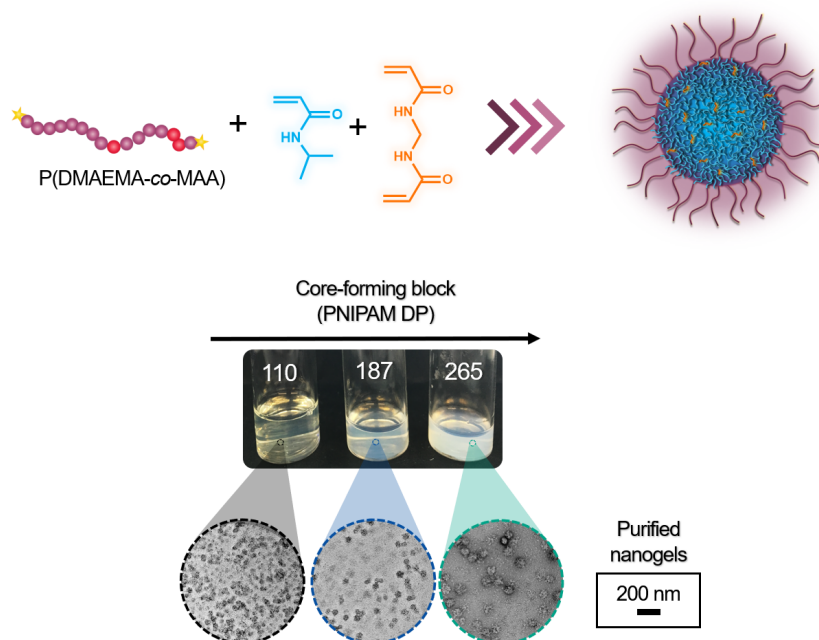 +
+
O
HN
HN
O
HN
O
P(DMAEMA-co-MAA)
Core-forming block
(PNIPAM DP)
110 187 265
Purified
nanogels
200 nm